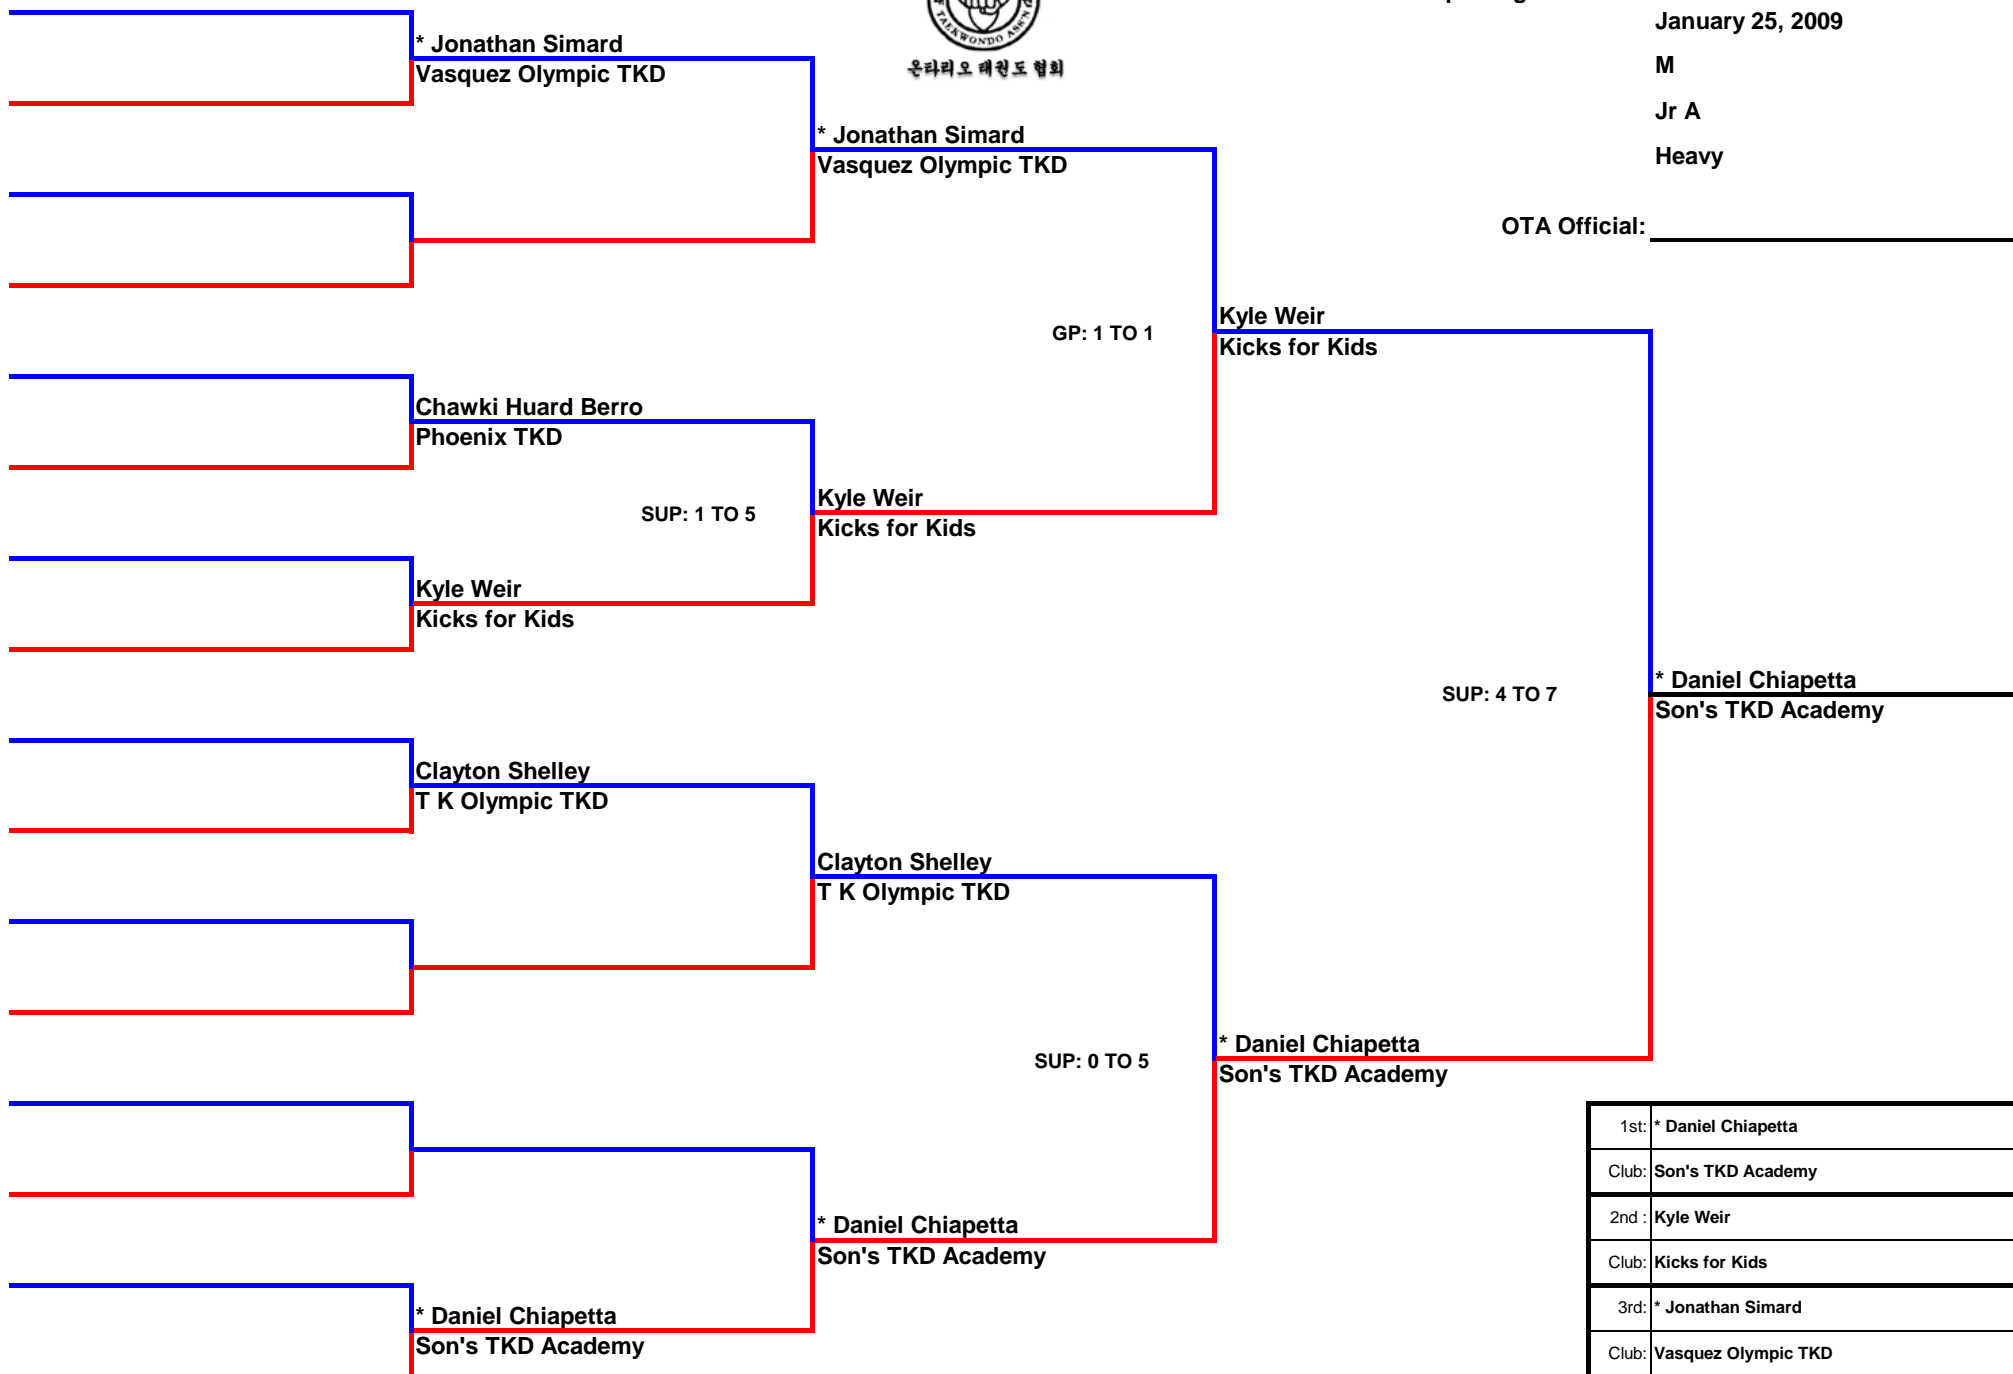 TAEKWONDO ASS'N
온타리오 태권도 협회
January 25, 2009
M
Jr A
Heavy
OTA Official:
* Jonathan Simard
Vasquez Olympic TKD
* Jonathan Simard
Vasquez Olympic TKD
GP: 1 TO 1
Kyle Weir
Kicks for Kids
Chawki Huard Berro
Phoenix TKD
SUP: 1 TO 5
Kyle Weir
Kicks for Kids
Kyle Weir
Kicks for Kids
SUP: 4 TO 7
* Daniel Chiapetta
Son's TKD Academy
Clayton Shelley
T K Olympic TKD
Clayton Shelley
T K Olympic TKD
SUP: 0 TO 5
* Daniel Chiapetta
Son's TKD Academy
* Daniel Chiapetta
Son's TKD Academy
* Daniel Chiapetta
Son's TKD Academy
1st: * Daniel Chiapetta
Club: Son's TKD Academy
2nd : Kyle Weir
Club: Kicks for Kids
3rd: * Jonathan Simard
Club: Vasquez Olympic TKD